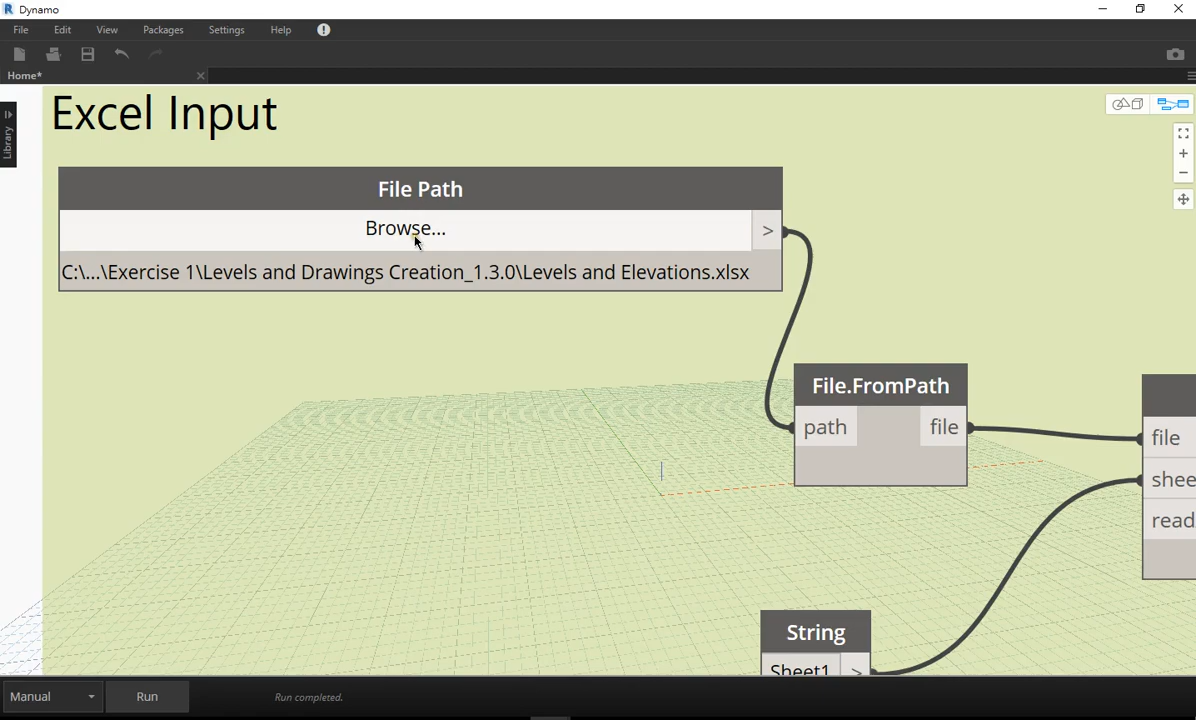 Dynamo
File Edit View Packages Settings Help
Home*
Library
Excel Input
File Path
Browse...
>
C:\...\Exercise 1\Levels and Drawings Creation_1.3.0\Levels and Elevations.xlsx
File.FromPath
path file
file
shee
read
String
Sheet1 >
Manual Run Run completed.